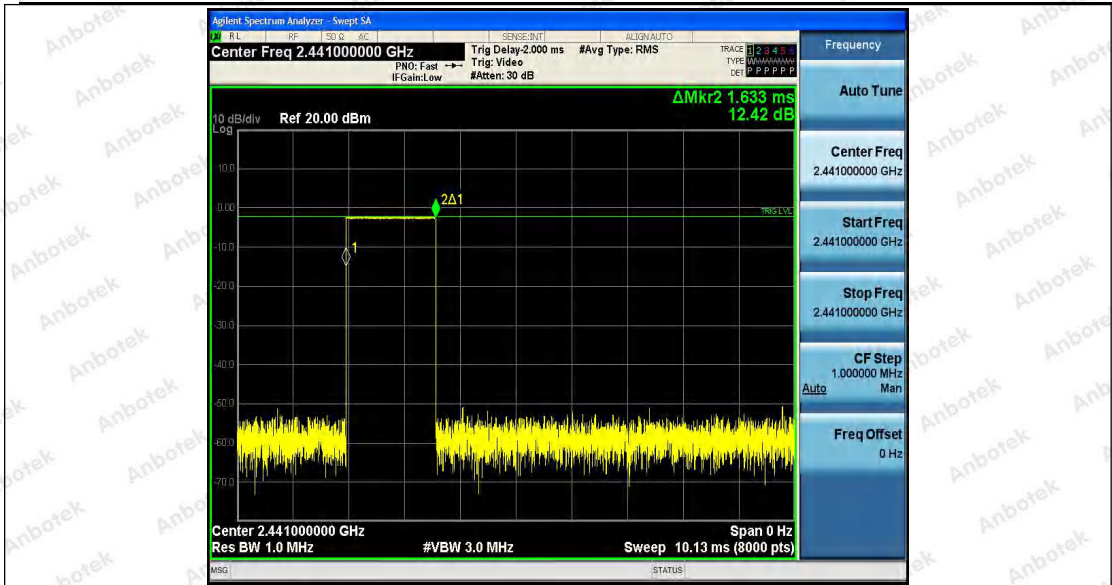 Agilent Spectrum Analyzer - Swept SA
RL RF 50 Ω AC SENSE:INT ALIGN AUTO
Center Freq 2.441000000 GHz
PNO: Fast
IFGain:Low
Trig Delay-2.000 ms
Trig: Video
#Atten: 30 dB
#Avg Type: RMS
TRACE 1 2 3 4 5 6
TYPE
DET P P P P P P
ΔMkr2 1.633 ms
12.42 dB
10 dB/div Ref 20.00 dBm
Log
10.0
0.00
-10.0
-20.0
-30.0
-40.0
-50.0
-60.0
-70.0
2Δ1
1
TRIG LVL
Center 2.441000000 GHz Span 0 Hz
Res BW 1.0 MHz #VBW 3.0 MHz Sweep 10.13 ms (8000 pts)
MSG STATUS
Frequency
Auto Tune
Center Freq
2.441000000 GHz
Start Freq
2.441000000 GHz
Stop Freq
2.441000000 GHz
CF Step
1.000000 MHz
Auto Man
Freq Offset
0 Hz
Anbotek